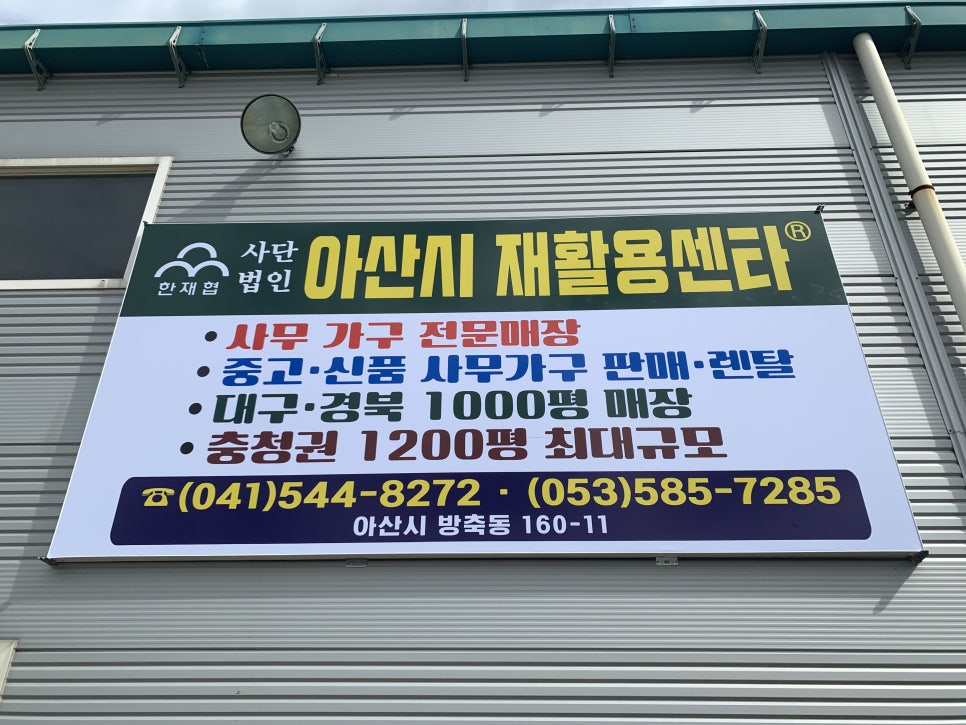 한재협
사단
법인
아산시 재활용센타®
• 사무 가구 전문매장
• 중고·신품 사무가구 판매·렌탈
• 대구·경북 1000평 매장
• 충청권 1200평 최대규모
☎(041)544-8272 · (053)585-7285
아산시 방축동 160-11